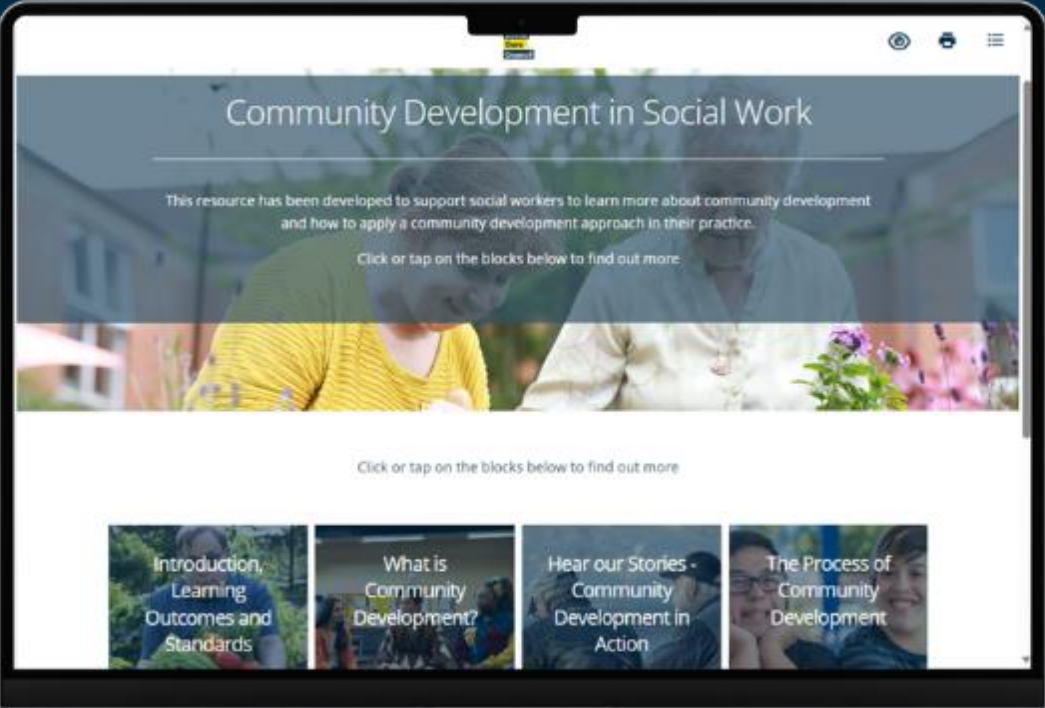 Care
Council
Community Development in Social Work
This resource has been developed to support social workers to learn more about community development
and how to apply a community development approach in their practice.
Click or tap on the blocks below to find out more
Click or tap on the blocks below to find out more
Introduction,
Learning
Outcomes and
Standards
What is
Community
Development?
Hear our Stories -
Community
Development in
Action
The Process of
Community
Development